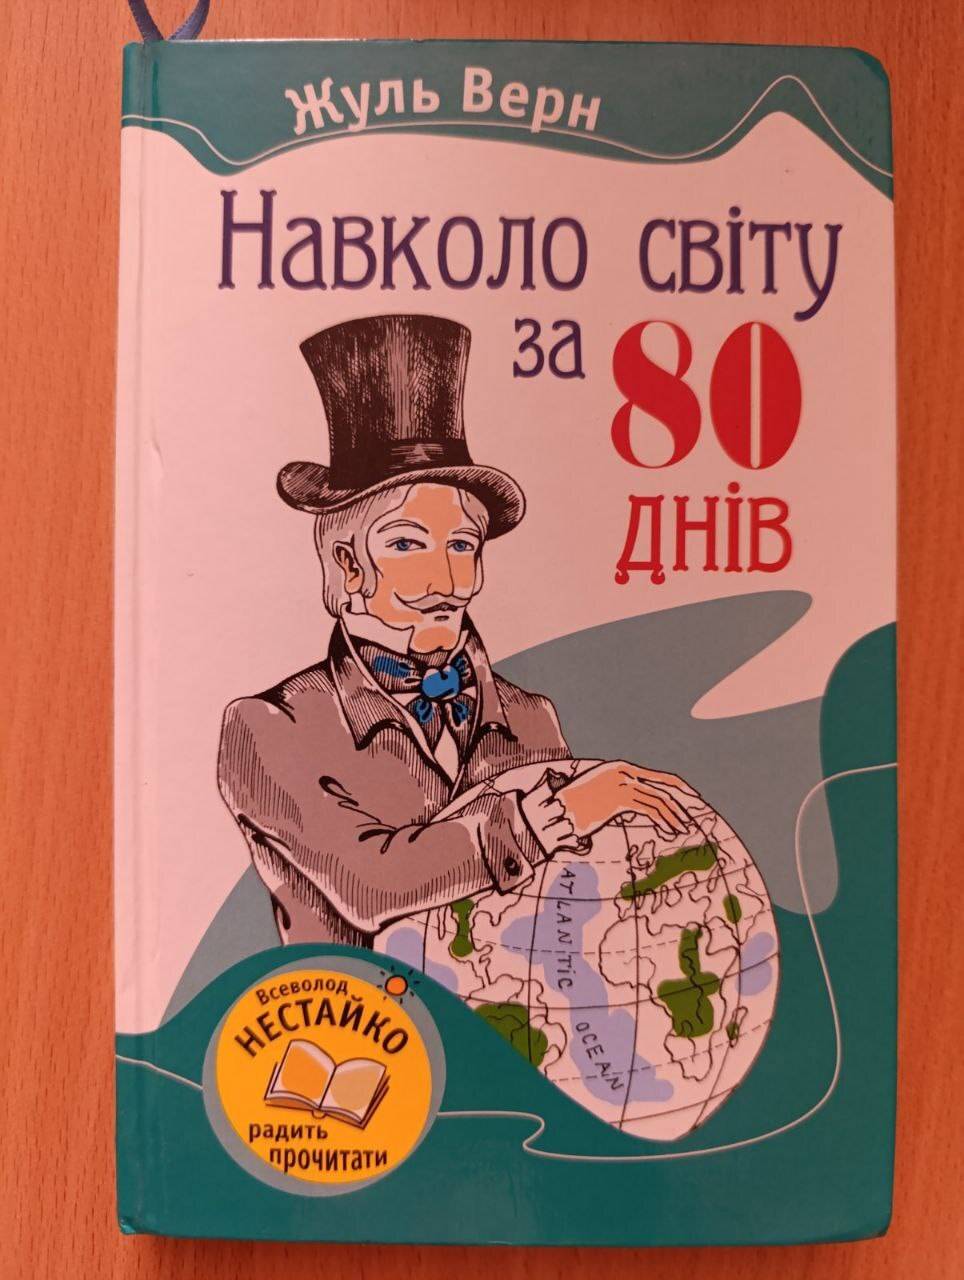 Жуль Верн
Навколо світу
за 80
днів
ATLANTIC
OCEAN
Всеволод
НЕСТАЙКО
радить
прочитати